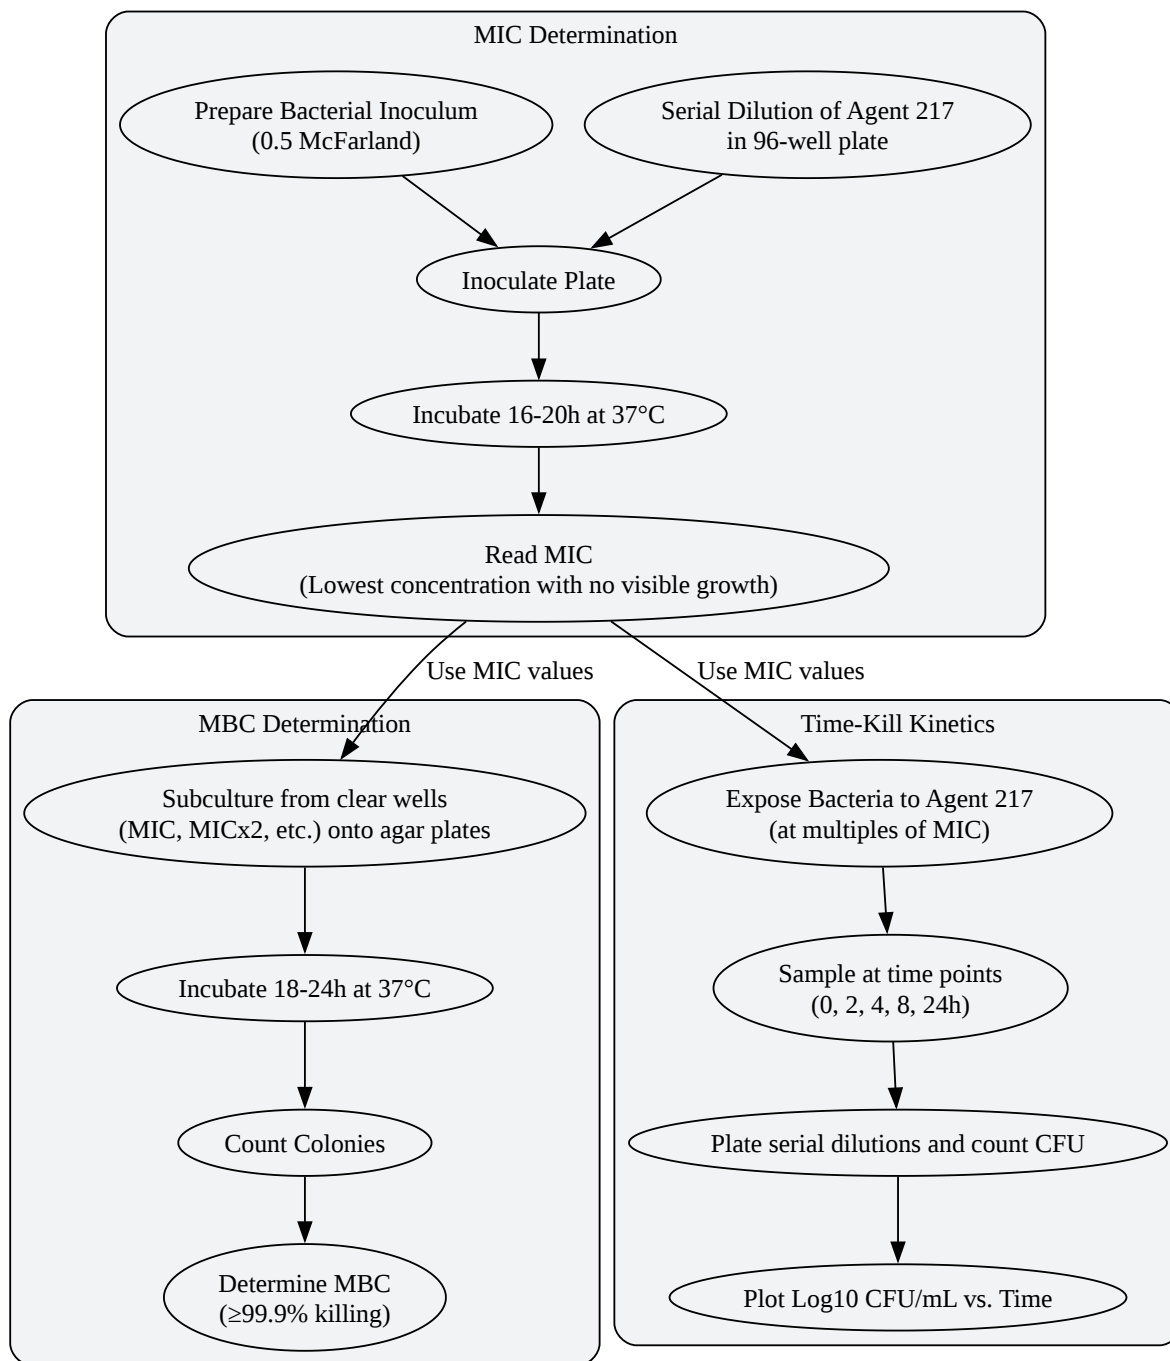 MIC Determination
Prepare Bacterial Inoculum
(0.5 McFarland)
Serial Dilution of Agent 217
in 96-well plate
Inoculate Plate
Incubate 16-20h at 37°C
Read MIC
(Lowest concentration with no visible growth)
Use MIC values
Use MIC values
MBC Determination
Subculture from clear wells
(MIC, MICx2, etc.) onto agar plates
Incubate 18-24h at 37°C
Count Colonies
Determine MBC
(≥99.9% killing)
Time-Kill Kinetics
Expose Bacteria to Agent 217
(at multiples of MIC)
Sample at time points
(0, 2, 4, 8, 24h)
Plate serial dilutions and count CFU
Plot Log10 CFU/mL vs. Time